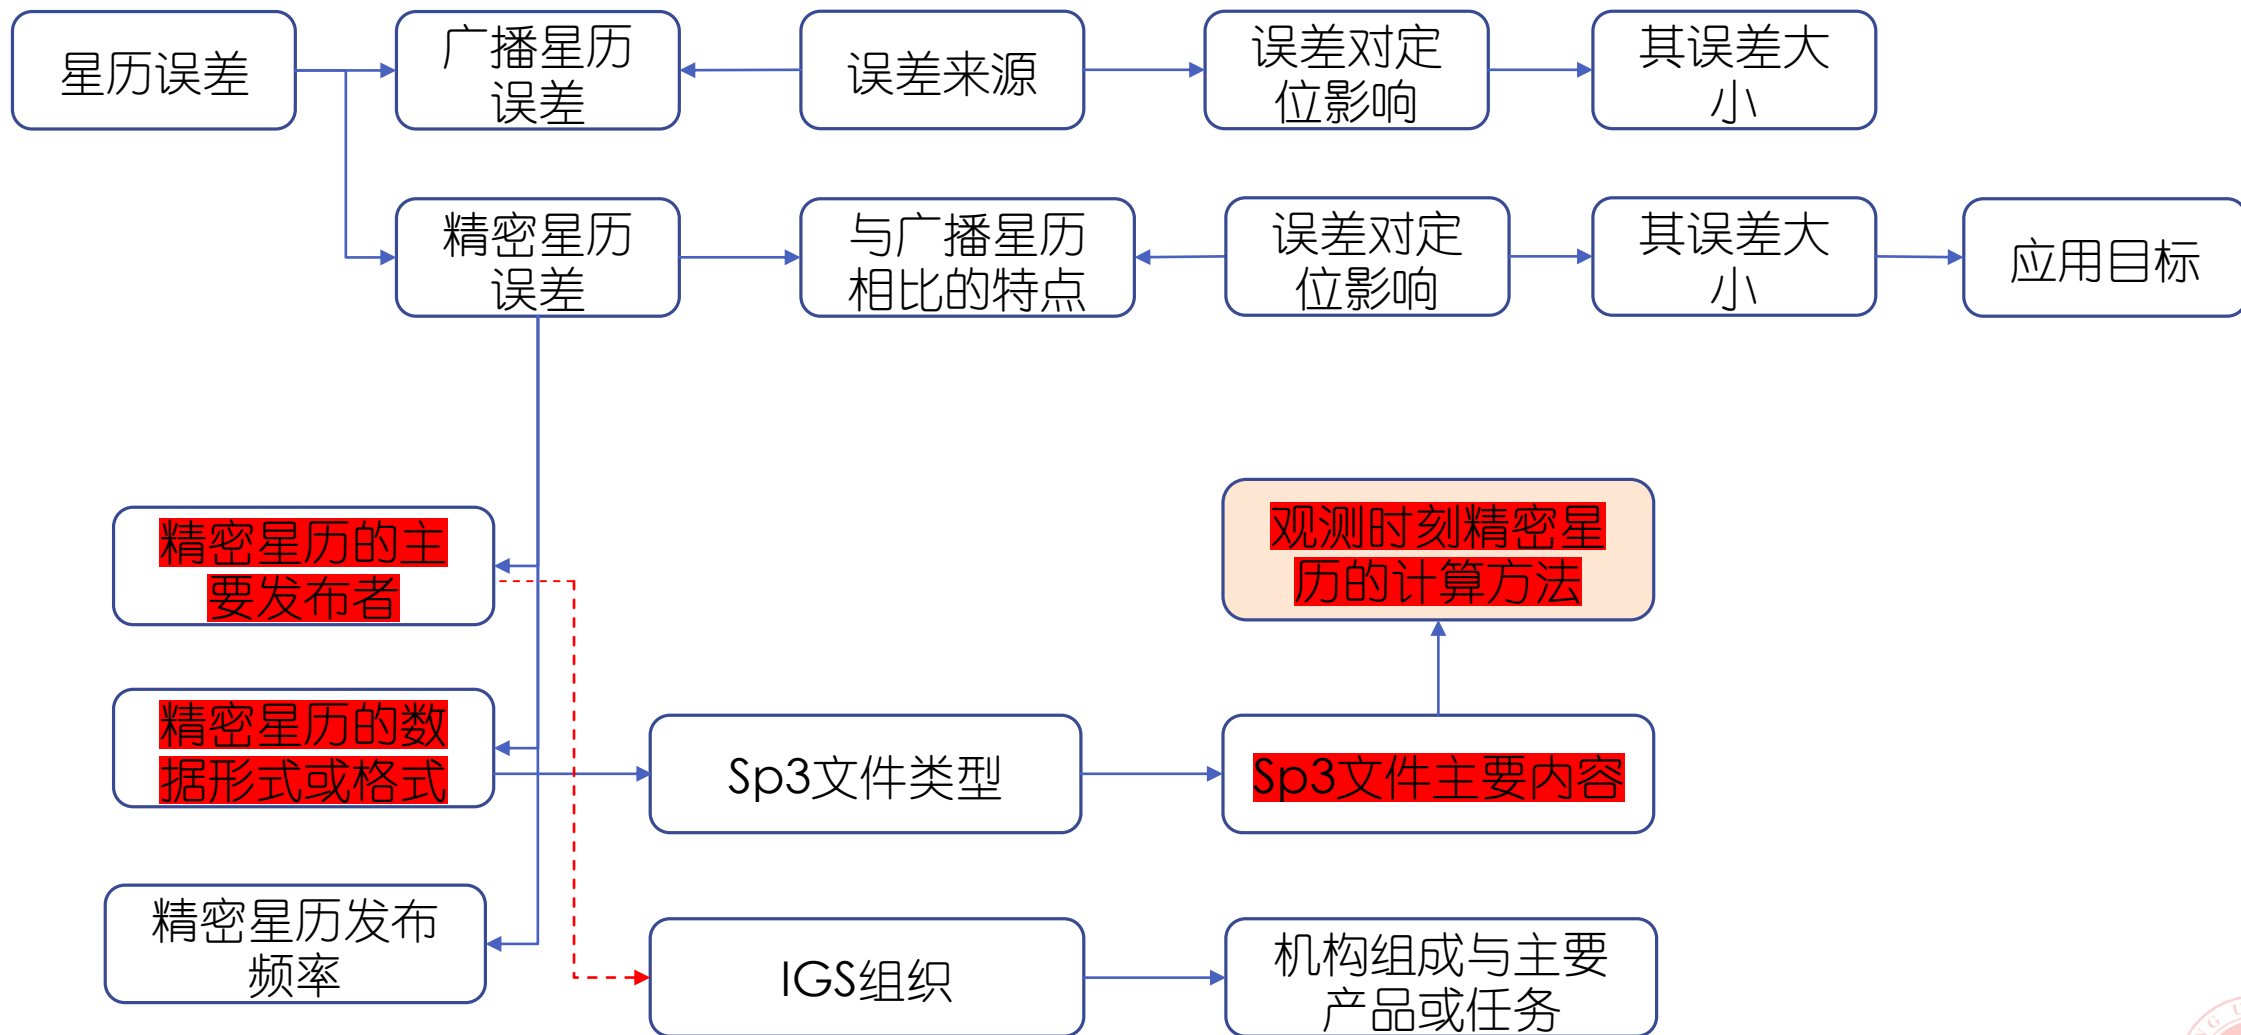 星历误差
广播星历
误差
误差来源
误差对定
位影响
其误差大
小
精密星历
误差
与广播星历
相比的特点
误差对定
位影响
其误差大
小
应用目标
精密星历的主
要发布者
观测时刻精密星
历的计算方法
精密星历的数
据形式或格式
Sp3文件类型
Sp3文件主要内容
精密星历发布
频率
IGS组织
机构组成与主要
产品或任务